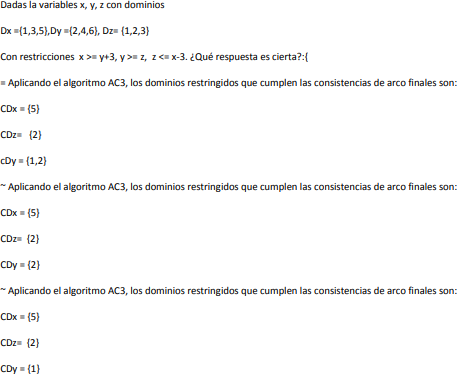 Dadas la variables x, y, z con dominios
Dx ={1,3,5},Dy ={2,4,6}, Dz= {1,2,3}
Con restricciones x >= y+3, y >= z, z <= x-3. ¿Qué respuesta es cierta?:{
= Aplicando el algoritmo AC3, los dominios restringidos que cumplen las consistencias de arco finales son:
CDx = {5}
CDz= {2}
cDy = {1,2}
~ Aplicando el algoritmo AC3, los dominios restringidos que cumplen las consistencias de arco finales son:
CDx = {5}
CDz= {2}
CDy = {2}
~ Aplicando el algoritmo AC3, los dominios restringidos que cumplen las consistencias de arco finales son:
CDx = {5}
CDz= {2}
CDy = {1}